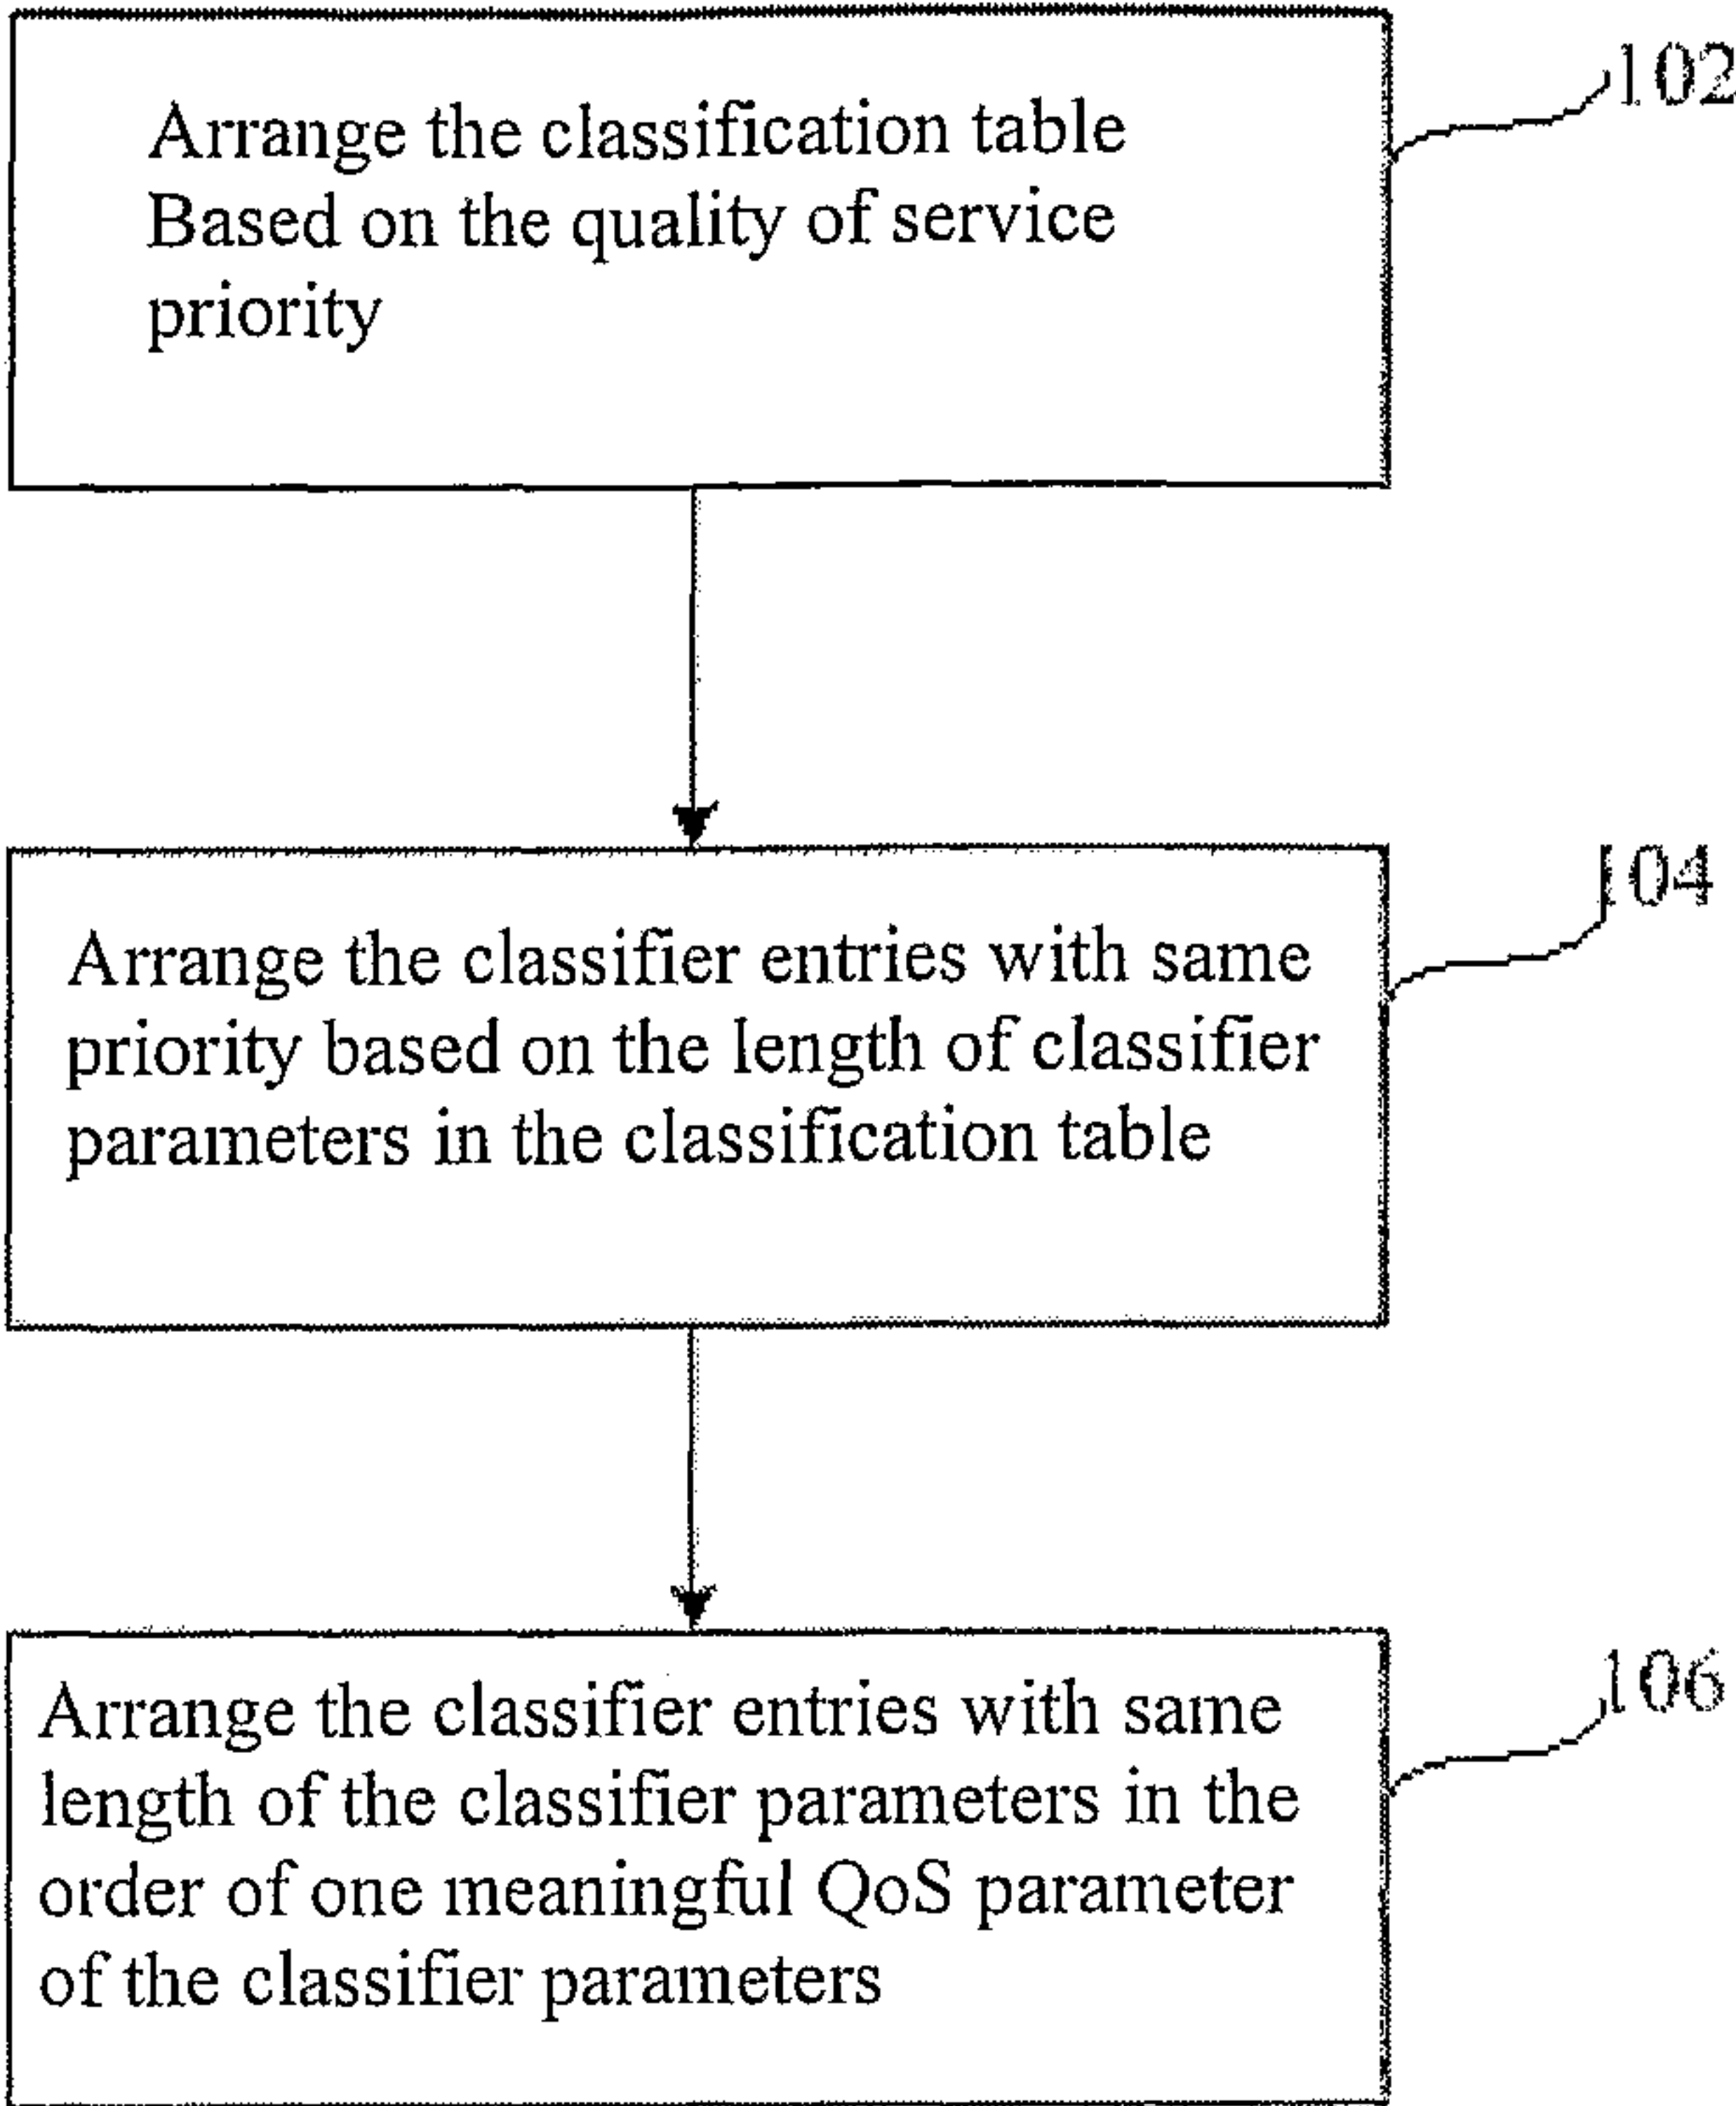 102
Arrange the classification table
Based on the quality of service
priority
104
Arrange the classifier entries with same
priority based on the length of classifier
parameters in the classification table
106
Arrange the classifier entries with same
length of the classifier parameters in the
order of one meaningful QoS parameter
of the classifier parameters